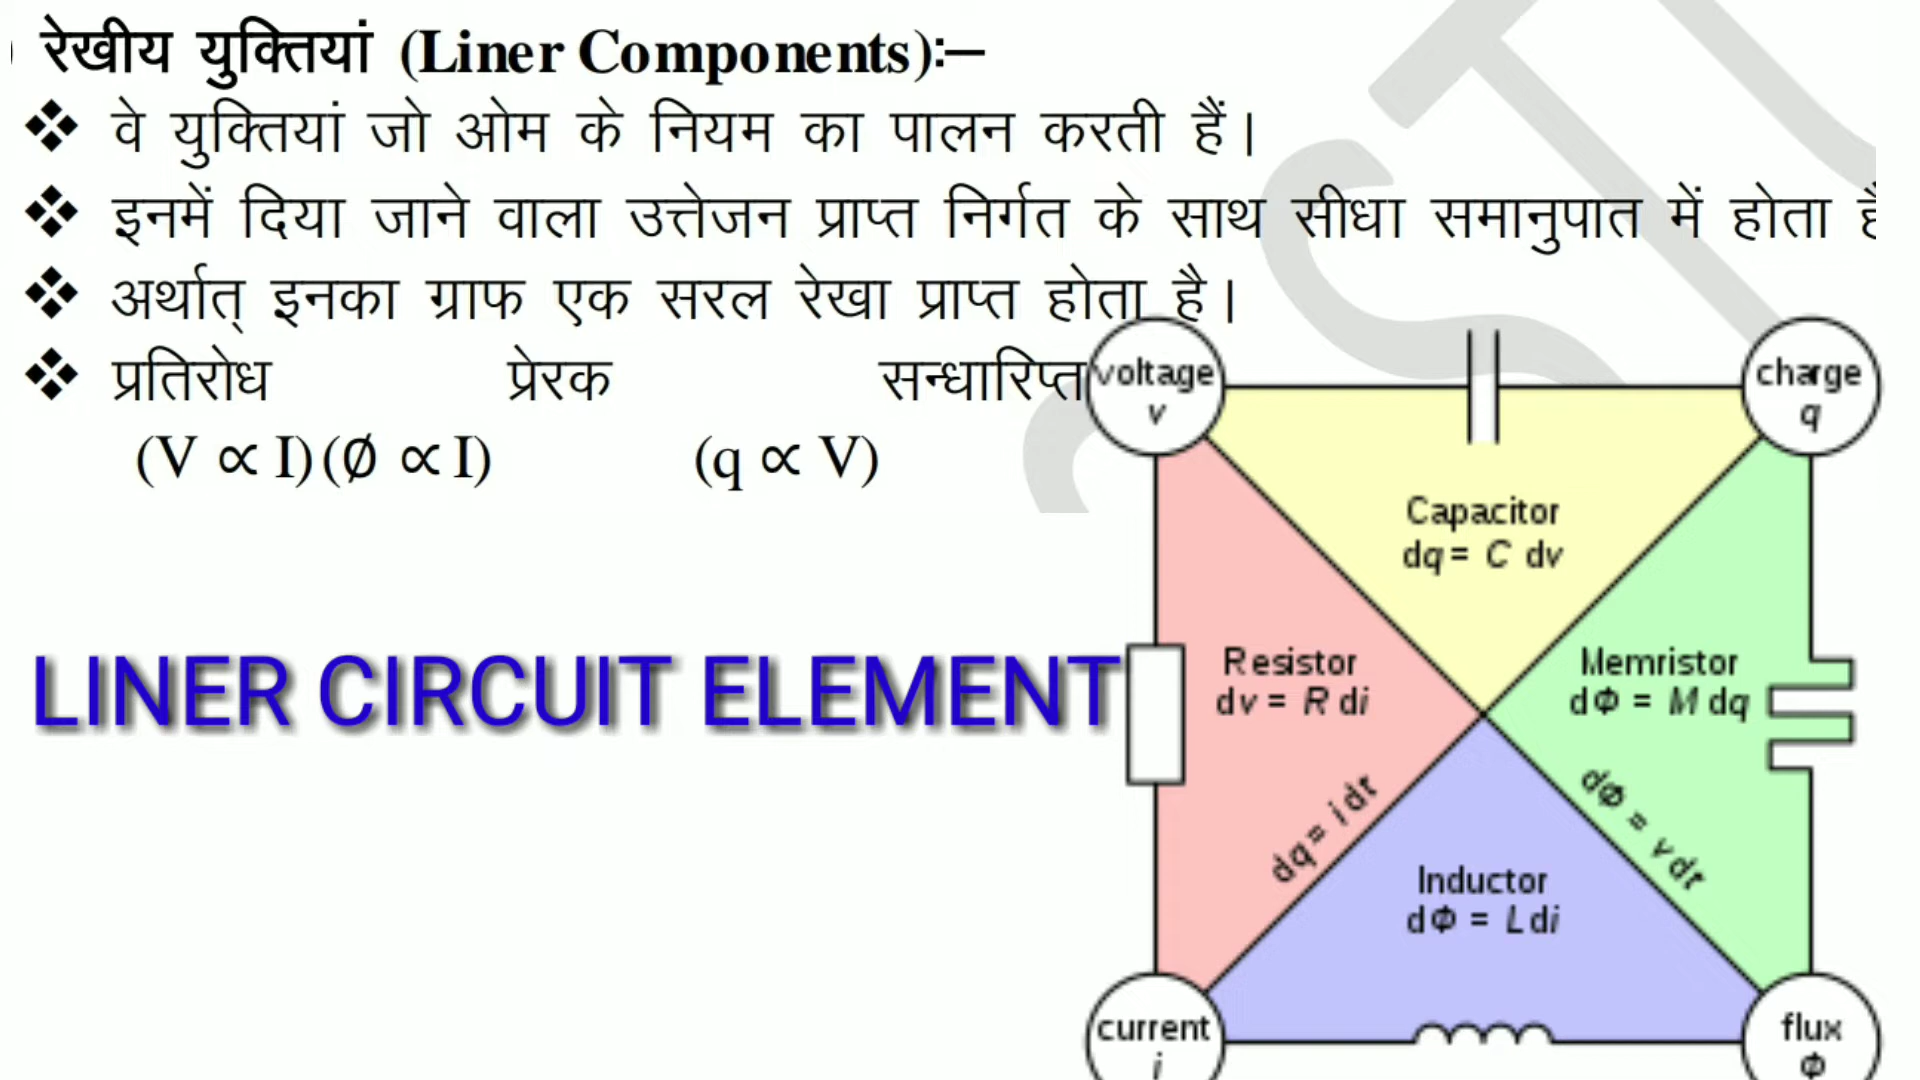 रेखीय युक्तियां (Liner Components):–
❖ वे युक्तियां जो ओम के नियम का पालन करती हैं।
❖ इनमें दिया जाने वाला उत्तेजन प्राप्त निर्गत के साथ सीधा समानुपात में होता
❖ अर्थात् इनका ग्राफ एक सरल रेखा प्राप्त होता है।
❖ प्रतिरोध प्रेरक सन्धारित्र
(V ∝ I) (Ø ∝ I) (q ∝ V)
voltage
v
charge
q
Capacitor
dq = C dv
Resistor
dv = R di
Memristor
dΦ = M dq
LINER CIRCUIT ELEMENT
dq = i dt
dΦ = v dt
Inductor
dΦ = L di
current
i
flux
Φ